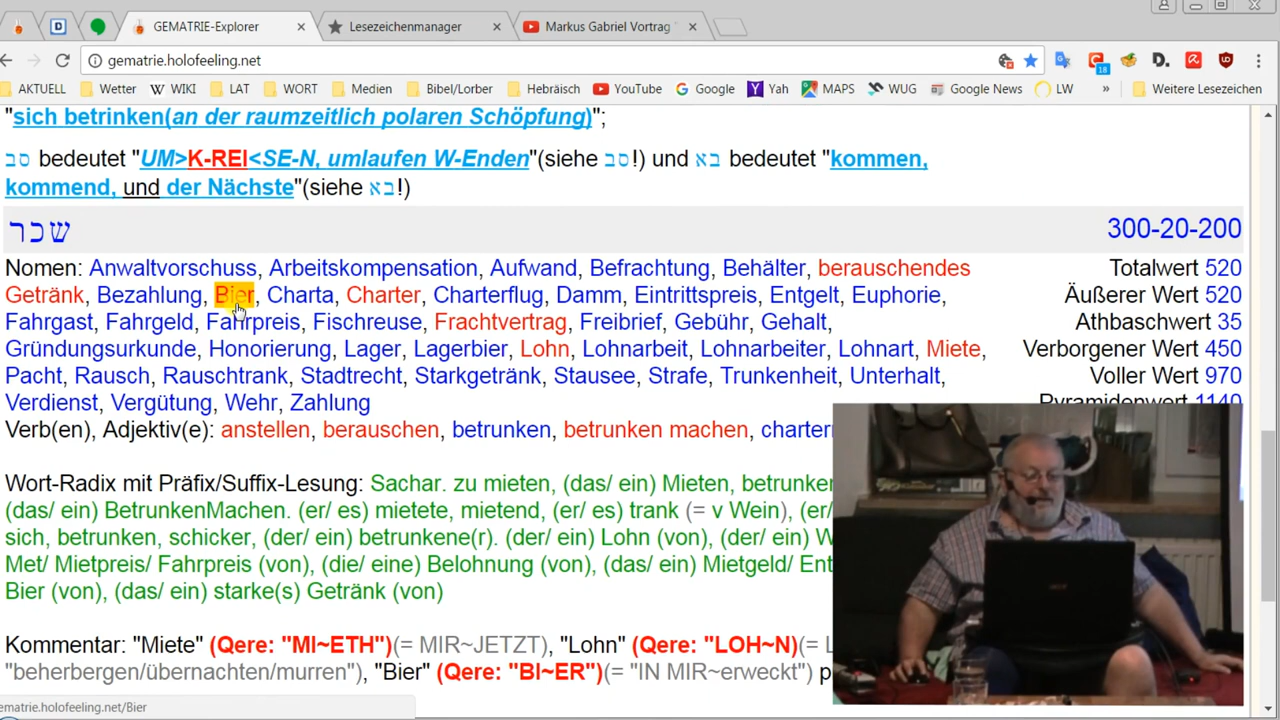 GEMATRIE-Explorer
Lesezeichenmanager
Markus Gabriel Vortrag
gematrie.holofeeling.net
18
AKTUELL Wetter WIKI LAT WORT Medien Bibel/Lorber Hebräisch YouTube Google Yah MAPS WUG Google News LW » Weitere Lesezeichen
"sich betrinken(an der raumzeitlich polaren Schöpfung)";
סב bedeutet "UM>K-REI<SE-N, umlaufen W-Enden"(siehe סב!) und בא bedeutet "kommen,
kommend, und der Nächste"(siehe בא!)
שכר 300-20-200
Nomen: Anwaltvorschuss, Arbeitskompensation, Aufwand, Befrachtung, Behälter, berauschendes Totalwert 520
Getränk, Bezahlung, Bier, Charta, Charter, Charterflug, Damm, Eintrittspreis, Entgelt, Euphorie, Äußerer Wert 520
Fahrgast, Fahrgeld, Fahrpreis, Fischreuse, Frachtvertrag, Freibrief, Gebühr, Gehalt, Athbaschwert 35
Gründungsurkunde, Honorierung, Lager, Lagerbier, Lohn, Lohnarbeit, Lohnarbeiter, Lohnart, Miete, Verborgener Wert 450
Pacht, Rausch, Rauschtrank, Stadtrecht, Starkgetränk, Stausee, Strafe, Trunkenheit, Unterhalt, Voller Wert 970
Verdienst, Vergütung, Wehr, Zahlung Pyramidenwert 1140
Verb(en), Adjektiv(e): anstellen, berauschen, betrunken, betrunken machen, charter
Wort-Radix mit Präfix/Suffix-Lesung: Sachar. zu mieten, (das/ ein) Mieten, betrunken
(das/ ein) BetrunkenMachen. (er/ es) mietete, mietend, (er/ es) trank (= v Wein), (er/
sich, betrunken, schicker, (der/ ein) betrunkene(r). (der/ ein) Lohn (von), (der/ ein) W
Met/ Mietpreis/ Fahrpreis (von), (die/ eine) Belohnung (von), (das/ ein) Mietgeld/ Ent
Bier (von), (das/ ein) starke(s) Getränk (von)
Kommentar: "Miete" (Qere: "MI~ETH")(= MIR~JETZT), "Lohn" (Qere: "LOH~N)(= L
"beherbergen/übernachten/murren"), "Bier" (Qere: "BI~ER")(= "IN MIR~erweckt") p
ematrie.holofeeling.net/Bier